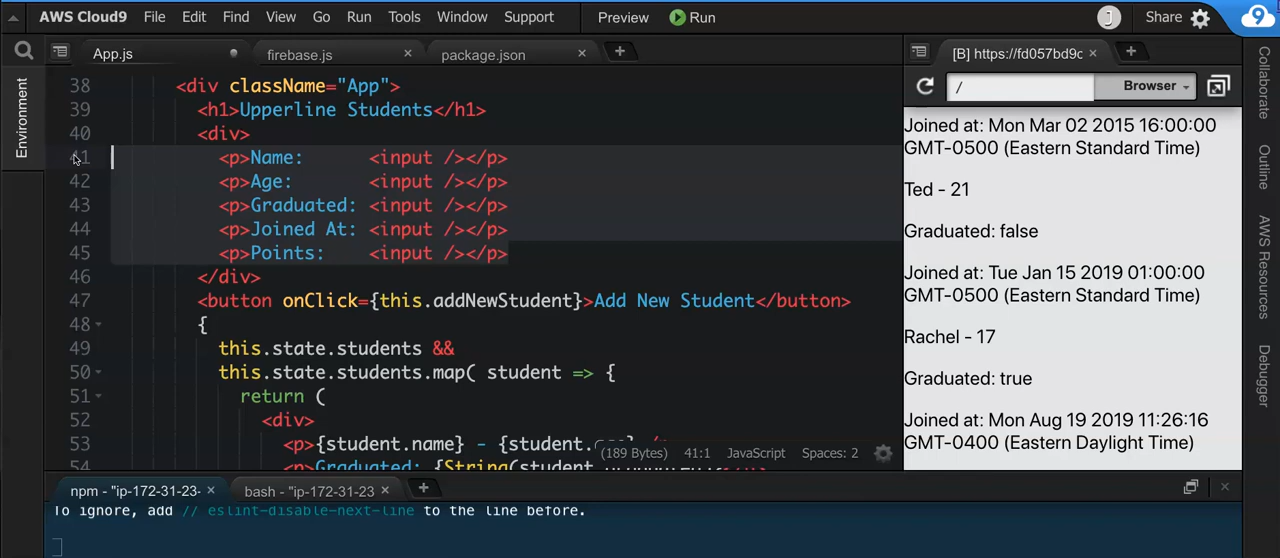 AWS Cloud9 File Edit Find View Go Run Tools Window Support Preview Run J Share 9
App.js firebase.js package.json
[B] https://fd057bd9c
/ Browser
Environment
38 <div className="App">
39 <h1>Upperline Students</h1>
40 <div>
41 <p>Name: <input /></p>
42 <p>Age: <input /></p>
43 <p>Graduated: <input /></p>
44 <p>Joined At: <input /></p>
45 <p>Points: <input /></p>
46 </div>
47 <button onClick={this.addNewStudent}>Add New Student</button>
48 {
49 this.state.students &&
50 this.state.students.map( student => {
51 return (
52 <div>
53 <p>{student.name} - {student.
54 <p>Graduated: {String(student.
(189 Bytes) 41:1 JavaScript Spaces: 2
Joined at: Mon Mar 02 2015 16:00:00
GMT-0500 (Eastern Standard Time)
Ted - 21
Graduated: false
Joined at: Tue Jan 15 2019 01:00:00
GMT-0500 (Eastern Standard Time)
Rachel - 17
Graduated: true
Joined at: Mon Aug 19 2019 11:26:16
GMT-0400 (Eastern Daylight Time)
Collaborate
Outline
AWS Resources
Debugger
npm - "ip-172-31-23- bash - "ip-172-31-23
To ignore, add // eslint-disable-next-line to the line before.